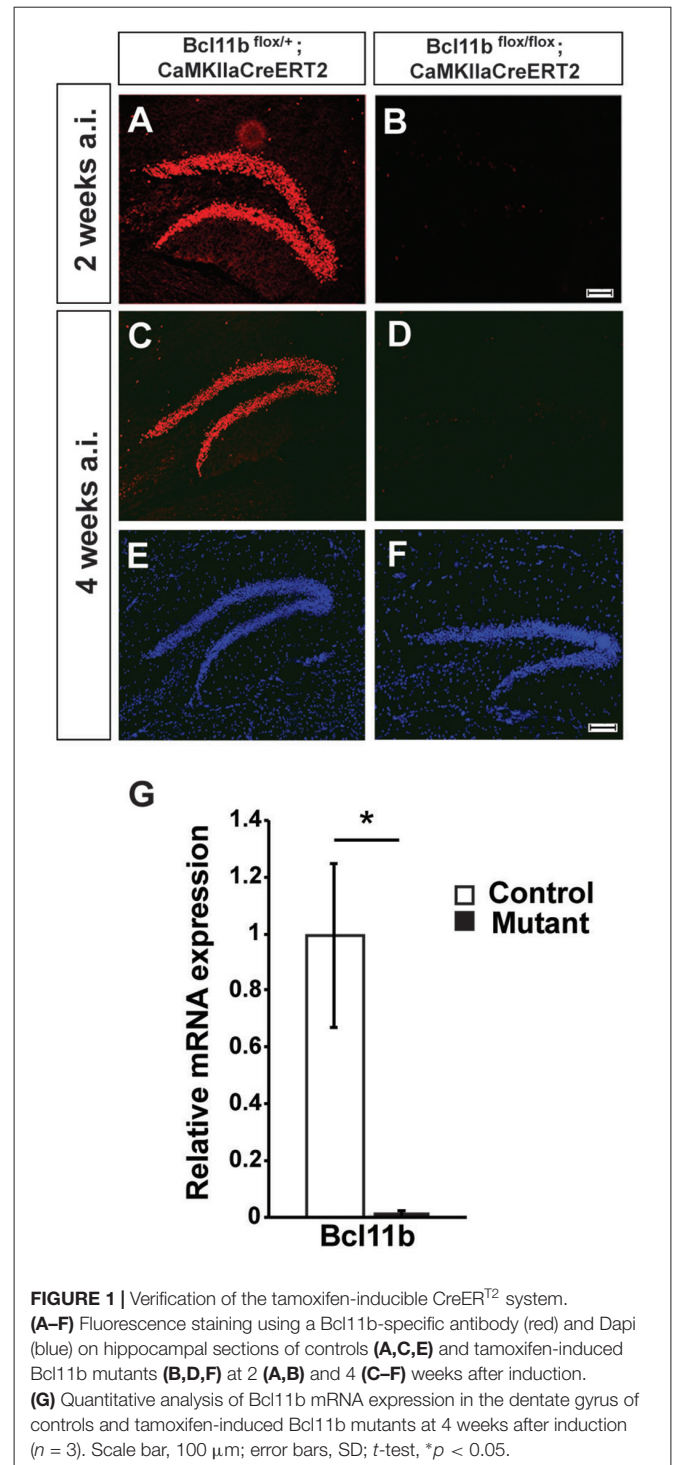 Bcl11b flox/+ ;
CaMKIIaCreERT2
Bcl11b flox/flox ;
CaMKIIaCreERT2
2 weeks a.i.
A
B
4 weeks a.i.
C
D
E
F
G
Relative mRNA expression
1.4
1.2
1
0.8
0.6
0.4
0.2
0
*
Control
Mutant
Bcl11b
FIGURE 1 | Verification of the tamoxifen-inducible CreERT2 system.
(A–F) Fluorescence staining using a Bcl11b-specific antibody (red) and Dapi
(blue) on hippocampal sections of controls (A,C,E) and tamoxifen-induced
Bcl11b mutants (B,D,F) at 2 (A,B) and 4 (C–F) weeks after induction.
(G) Quantitative analysis of Bcl11b mRNA expression in the dentate gyrus of
controls and tamoxifen-induced Bcl11b mutants at 4 weeks after induction
(n = 3). Scale bar, 100 μm; error bars, SD; t-test, *p < 0.05.